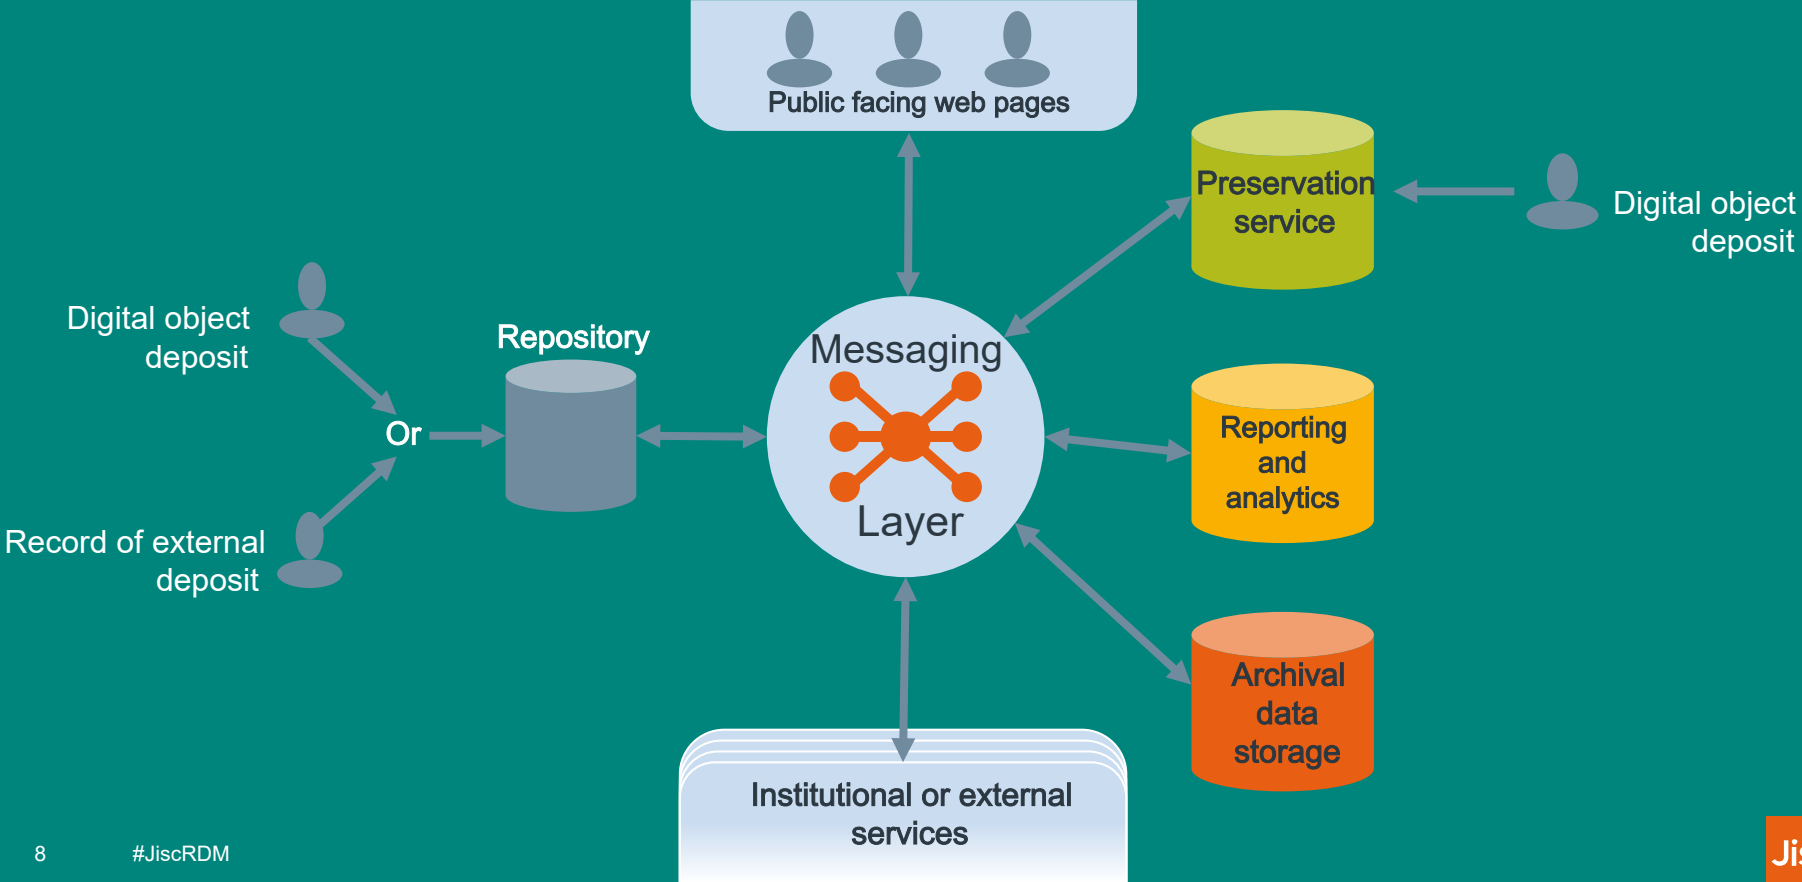 Public facing web pages
Preservation
service
Digital object
deposit
Digital object
deposit
Repository
Messaging
Layer
Or
Reporting
and
analytics
Record of external
deposit
Archival
data
storage
Institutional or external
services
8
#JiscRDM